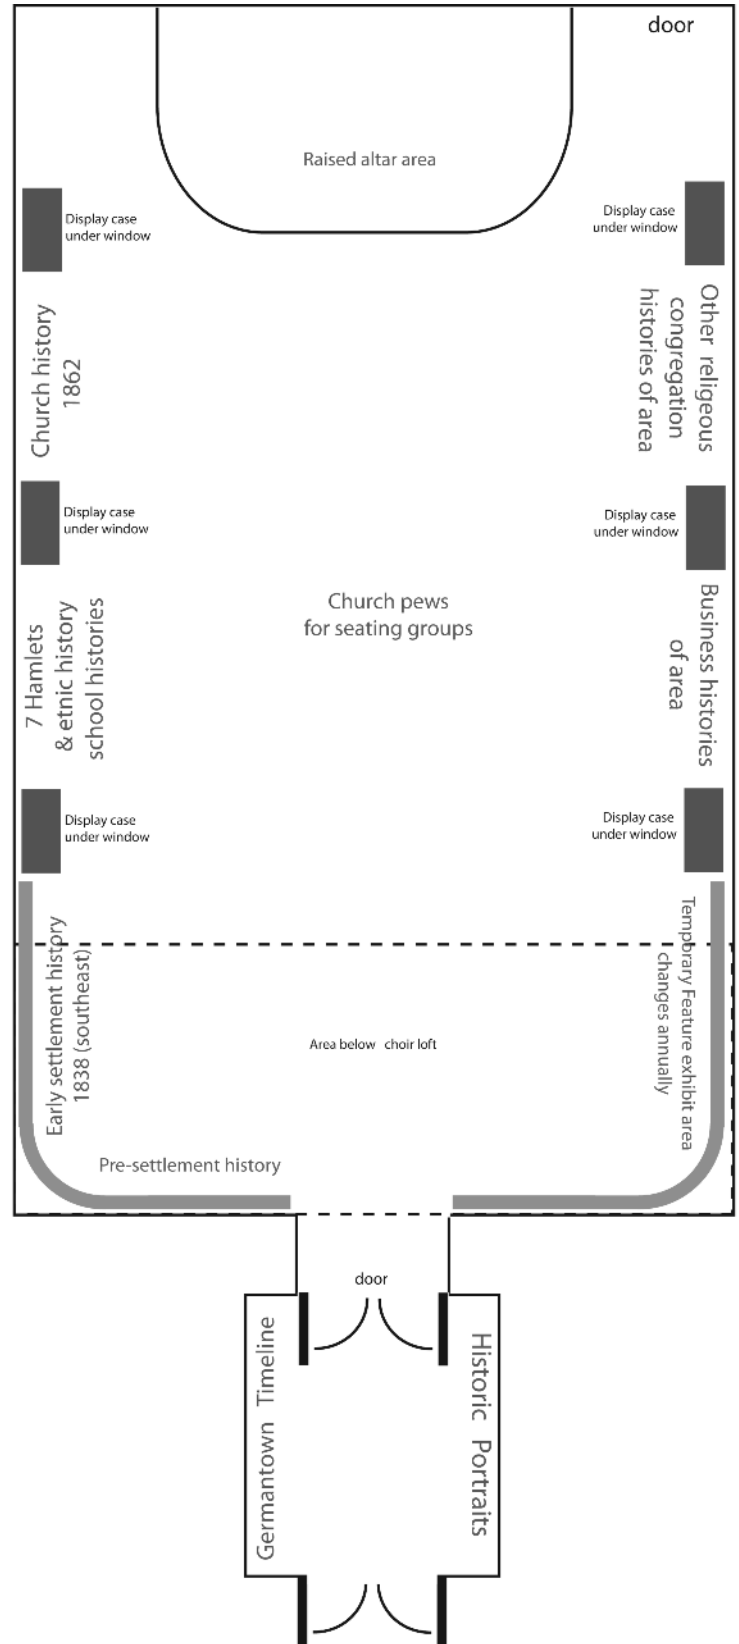 door
Raised altar area
Display case
under window
Display case
under window
Church history
1862
Other religeous
congregation
histories of area
Display case
under window
Display case
under window
Church pews
for seating groups
7 Hamlets
& etnic history
school histories
Business histories
of area
Display case
under window
Display case
under window
Early settlement history
1838 (southeast)
Area below choir loft
Temporary Feature exhibit area
changes annually
Pre-settlement history
door
Germantown Timeline
Historic Portraits